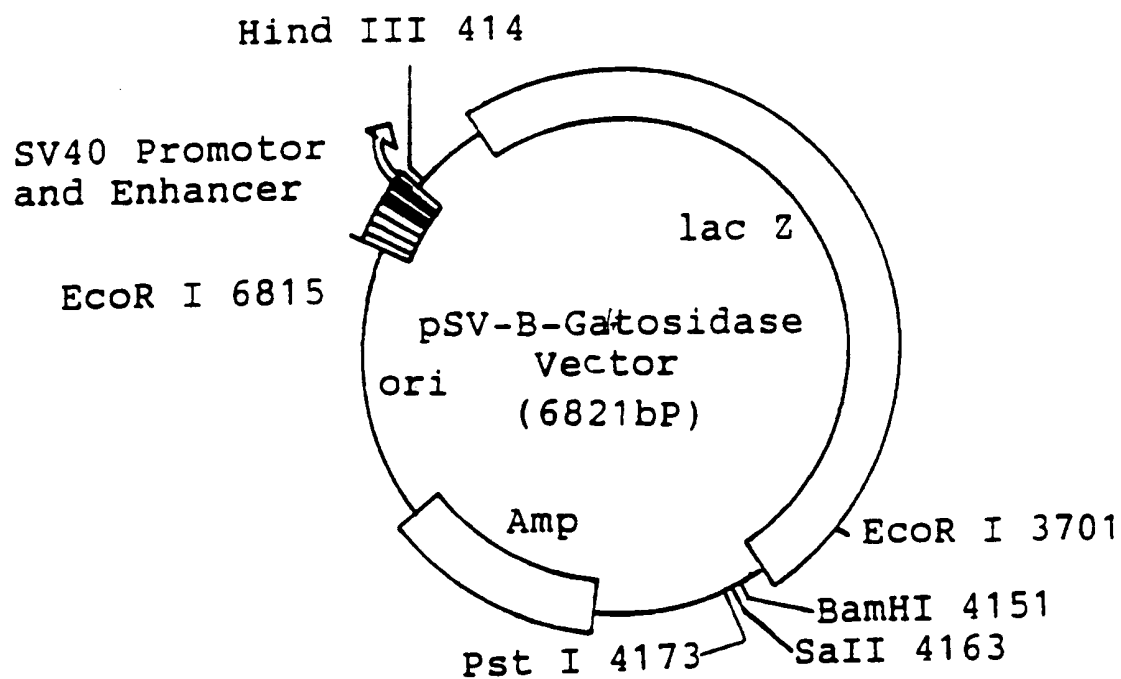 Hind III 414
SV40 Promotor
and Enhancer
lac Z
EcoR I 6815
pSV-B-Gatosidase
Vector
(6821bP)
ori
Amp
EcoR I 3701
BamHI 4151
SaII 4163
Pst I 4173